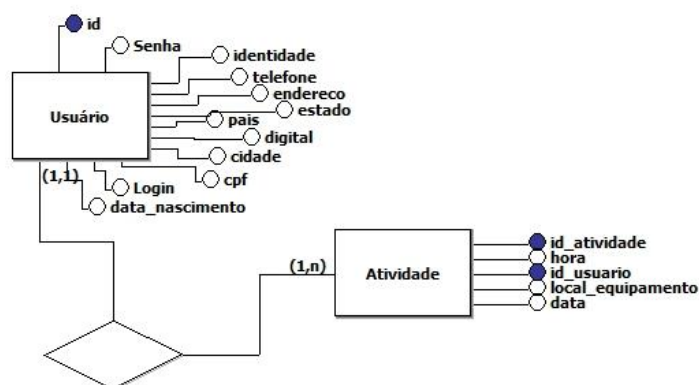 id
Senha
identidade
telefone
endereco
estado
pais
Usuário
digital
cidade
cpf
(1,1)
Login
data_nascimento
id_atividade
hora
(1,n)
Atividade
id_usuario
local_equipamento
data